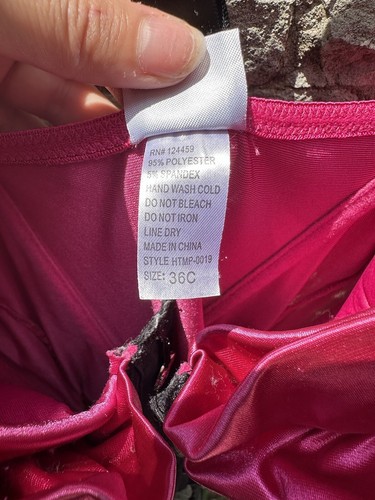 RN# 124459
95% POLYESTER
5% SPANDEX
HAND WASH COLD
DO NOT BLEACH
DO NOT IRON
LINE DRY
MADE IN CHINA
STYLE HTMP-0019
SIZE: 36C